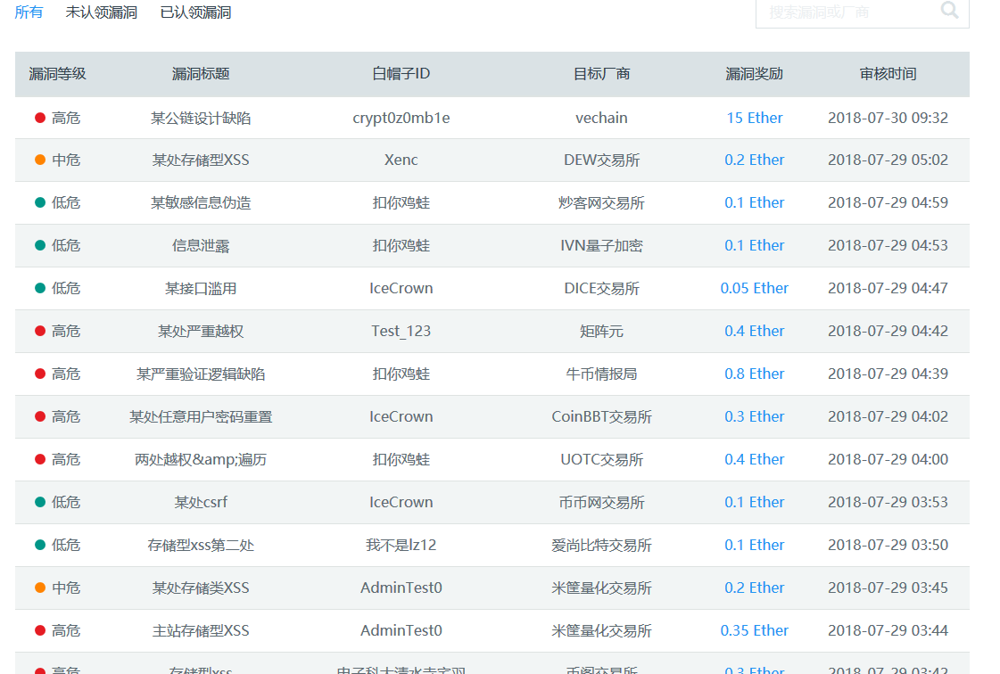 所有 未认领漏洞 已认领漏洞 搜索漏洞或厂商
漏洞等级 漏洞标题 白帽子ID 目标厂商 漏洞奖励 审核时间
高危 某公链设计缺陷 crypt0z0mb1e vechain 15 Ether 2018-07-30 09:32
中危 某处存储型XSS Xenc DEW交易所 0.2 Ether 2018-07-29 05:02
低危 某敏感信息伪造 扣你鸡蛙 炒客网交易所 0.1 Ether 2018-07-29 04:59
低危 信息泄露 扣你鸡蛙 IVN量子加密 0.1 Ether 2018-07-29 04:53
低危 某接口滥用 IceCrown DICE交易所 0.05 Ether 2018-07-29 04:47
高危 某处严重越权 Test_123 矩阵元 0.4 Ether 2018-07-29 04:42
高危 某严重验证逻辑缺陷 扣你鸡蛙 牛币情报局 0.8 Ether 2018-07-29 04:39
高危 某处任意用户密码重置 IceCrown CoinBBT交易所 0.3 Ether 2018-07-29 04:02
高危 两处越权&amp;遍历 扣你鸡蛙 UOTC交易所 0.4 Ether 2018-07-29 04:00
低危 某处csrf IceCrown 币币网交易所 0.1 Ether 2018-07-29 03:53
低危 存储型xss第二处 我不是lz12 爱尚比特交易所 0.1 Ether 2018-07-29 03:50
中危 某处存储类XSS AdminTest0 米筐量化交易所 0.2 Ether 2018-07-29 03:45
高危 主站存储型XSS AdminTest0 米筐量化交易所 0.35 Ether 2018-07-29 03:44
高危 存储型xss 币阁交易所 0.3 Ether 2018-07-29 03:42